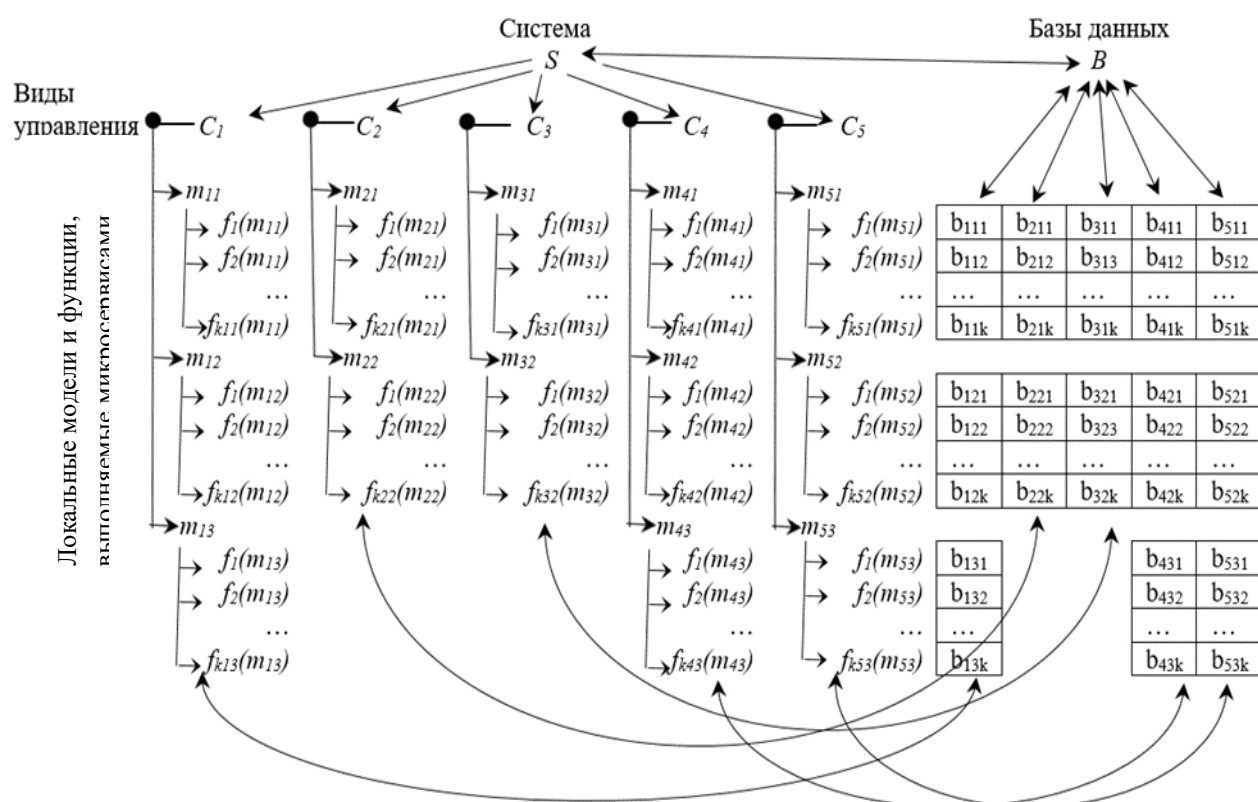 Система
Базы данных
S
B
Виды
управления
C1 C2 C3 C4 C5
Локальные модели и функции,
выполняемые микросервисами
m11 m21 m31 m41 m51
f1(m11) f1(m21) f1(m31) f1(m41) f1(m51) b111 b211 b311 b411 b511
f2(m11) f2(m21) f2(m31) f2(m41) f2(m51) b112 b212 b313 b412 b512
... ... ... ... ... ... ... ... ... ...
fk11(m11) fk21(m21) fk31(m31) fk41(m41) fk51(m51) b11k b21k b31k b41k b51k
m12 m22 m32 m42 m52
f1(m12) f1(m22) f1(m32) f1(m42) f1(m52) b121 b221 b321 b421 b521
f2(m12) f2(m22) f2(m32) f2(m42) f2(m52) b122 b222 b323 b422 b522
... ... ... ... ... ... ... ... ... ...
fk12(m12) fk22(m22) fk32(m32) fk42(m42) fk52(m52) b12k b22k b32k b42k b52k
m13 m43 m53
f1(m13) f1(m43) f1(m53) b131 b431 b531
f2(m13) f2(m43) f2(m53) b132 b432 b532
... ... ... ... ... ...
fk13(m13) fk43(m43) fk53(m53) b13k b43k b53k